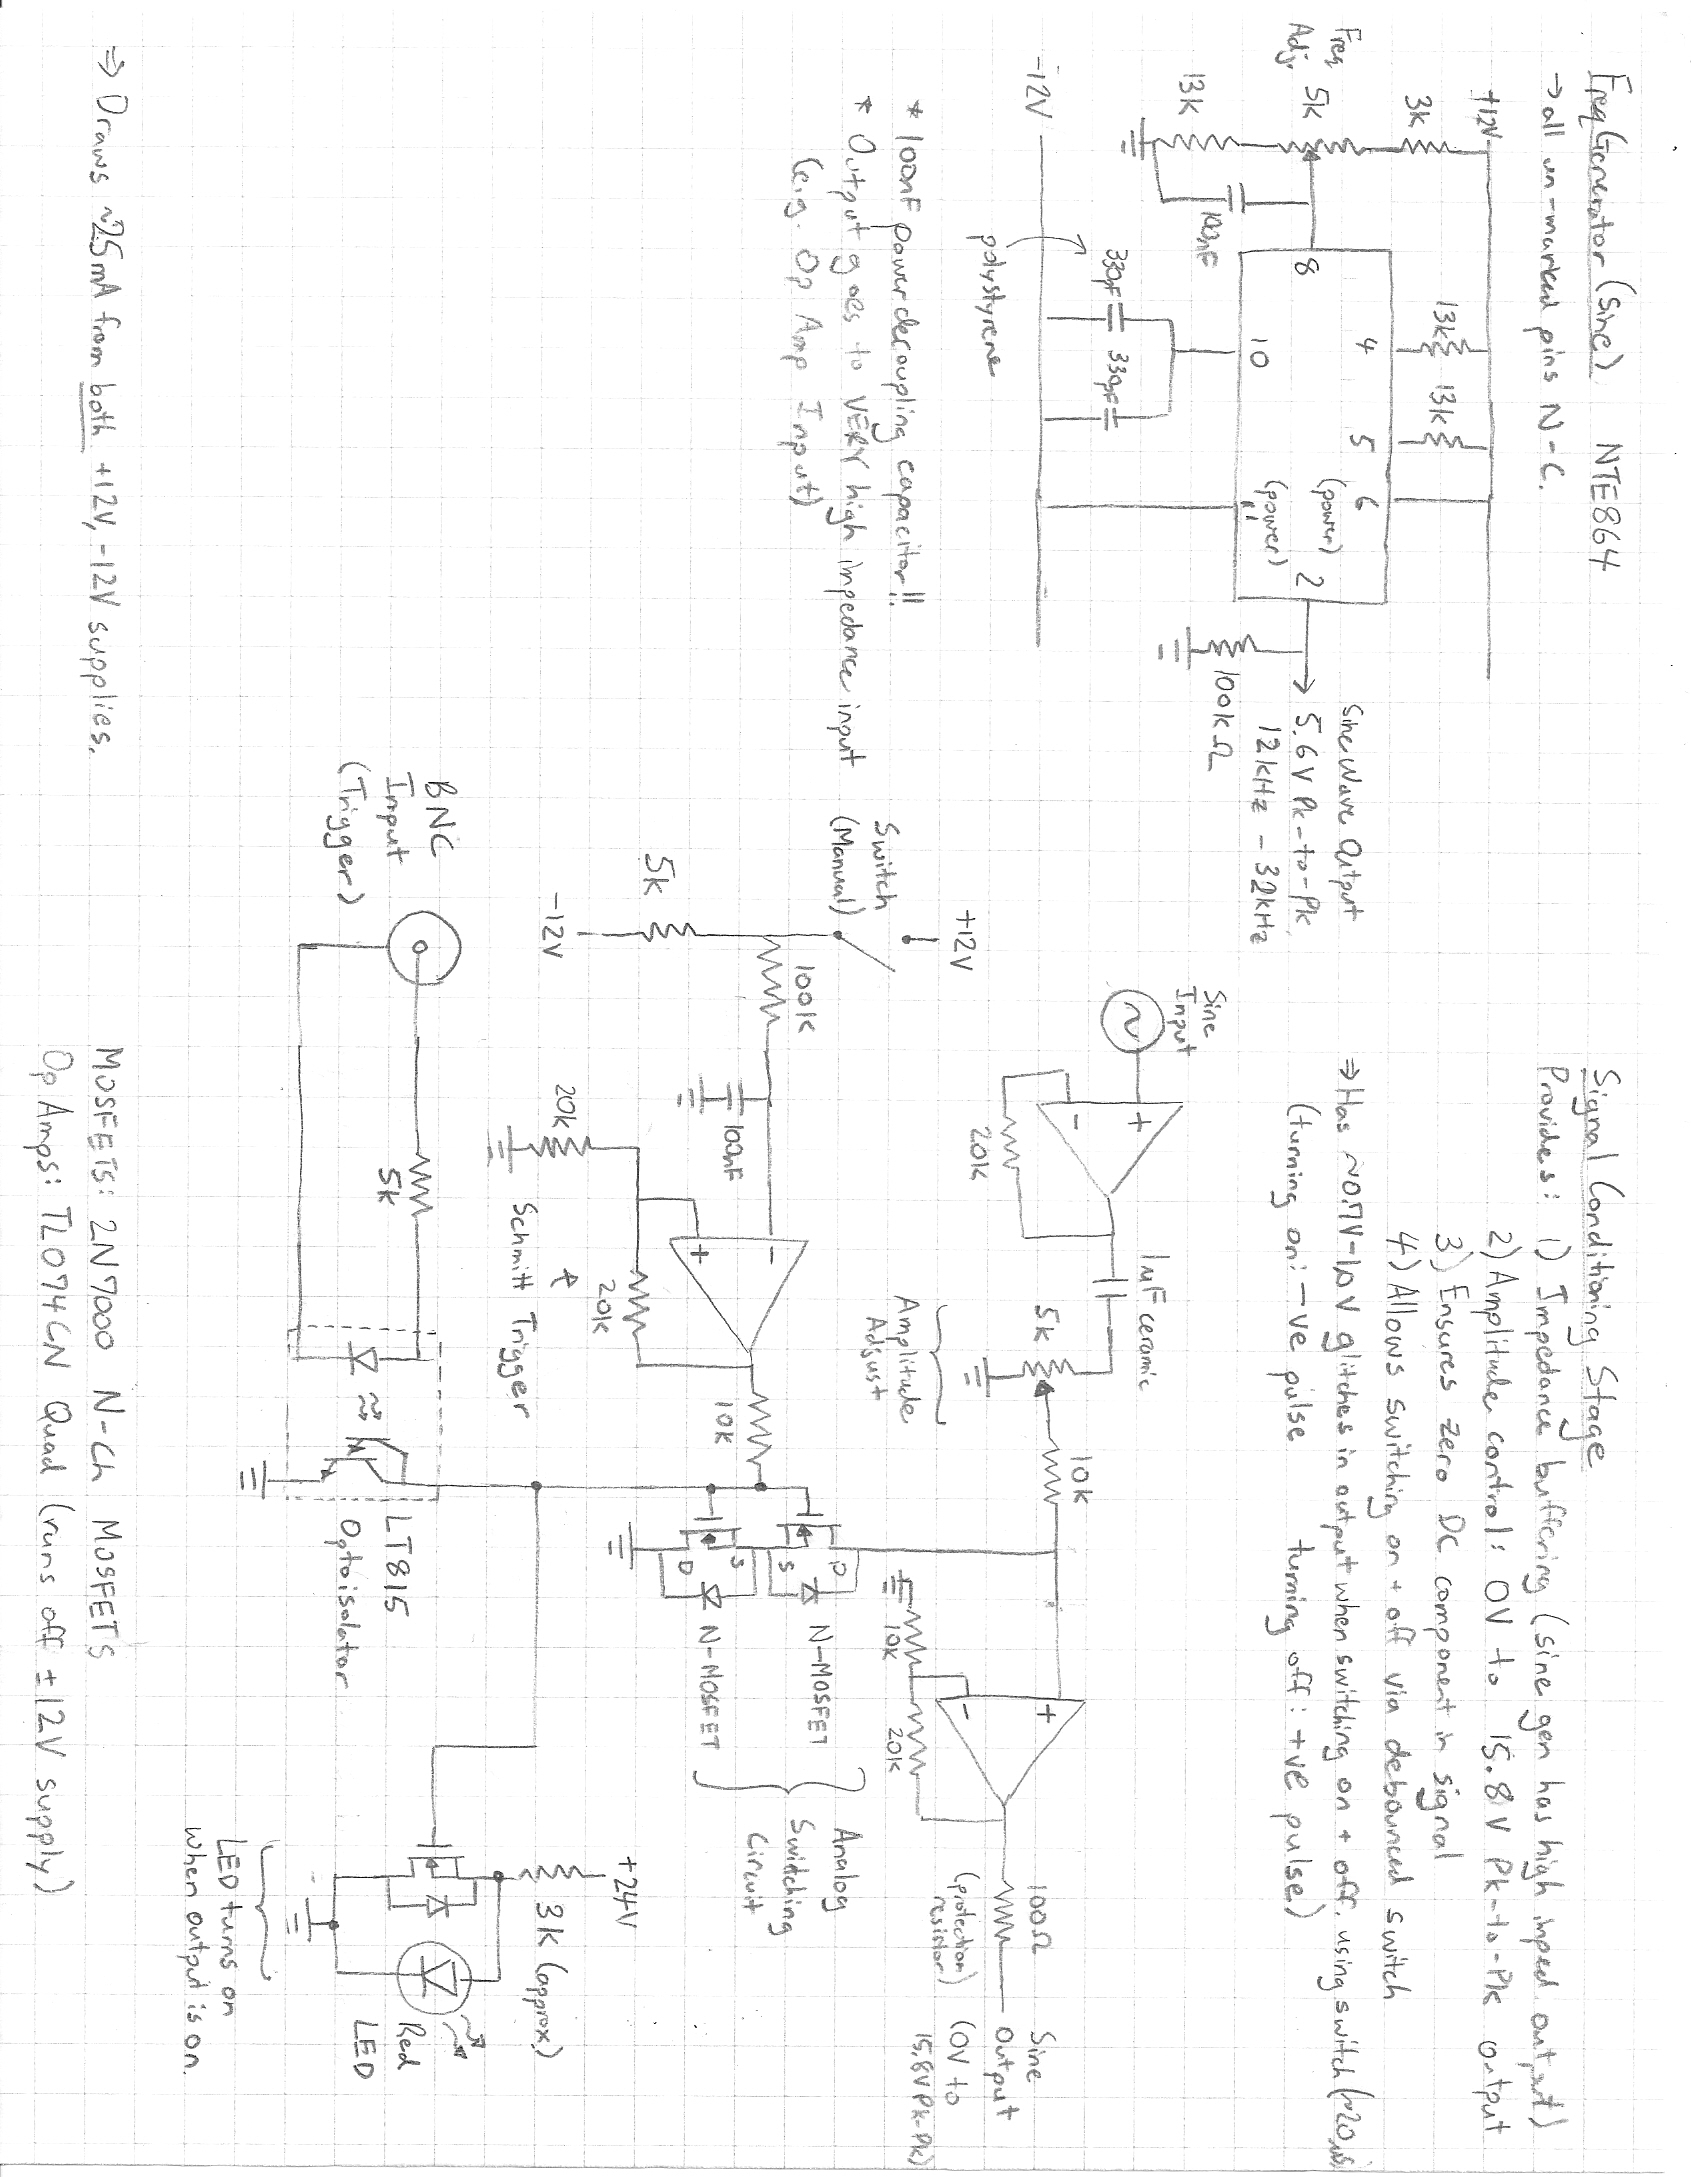 Freq Generator (Sine) NTE864
→ all un-marked pins N-C.
+12V
3k
Freq
Adj.
5k
13k
100nF
8
13k
13k
4
5
6
(power)
10
11
(power)
2
-12V
330pF
330pF
polystyrene
Sine Wave Output
5.6V Pk-to-Pk
12kHz - 32kHz
100kΩ
* 100nF power decoupling capacitor!!
* Output goes to VERY high impedance input
(e.g. Op Amp Input)
⇒ Draws ~25mA from both +12V, -12V supplies.
Signal Conditioning Stage
Provides: 1) Impedance buffering (sine gen has high imped output)
2) Amplitude control: 0V to 15.8V Pk-to-Pk output
3) Ensures zero DC component in signal
4) Allows switching on + off via debounced switch
⇒ Has ~0.7V-1.0V glitches in output when switching on + off, using switch (~20us)
(turning on: -ve pulse turning off: +ve pulse)
Sine
Input
+
-
20k
1uF ceramic
5k
Amplitude
Adjust
10k
+
-
10k
20k
100Ω
(protection
resistor)
Sine
Output
(0V to
15.8V Pk-Pk)
+12V
Switch
(Manual)
5k
-12V
100k
100nF
-
+
20k
20k
Schmitt Trigger
10k
D
S
S
D
N-MOSFET
N-MOSFET
Analog
Switching
Circuit
BNC
Input
(Trigger)
5k
LT815
Optoisolator
+24V
3k (approx)
Red
LED
LED turns on
when output is on
MOSFETS: 2N7000 N-Ch MOSFETS
Op Amps: TL074CN Quad (runs off ±12V supply)